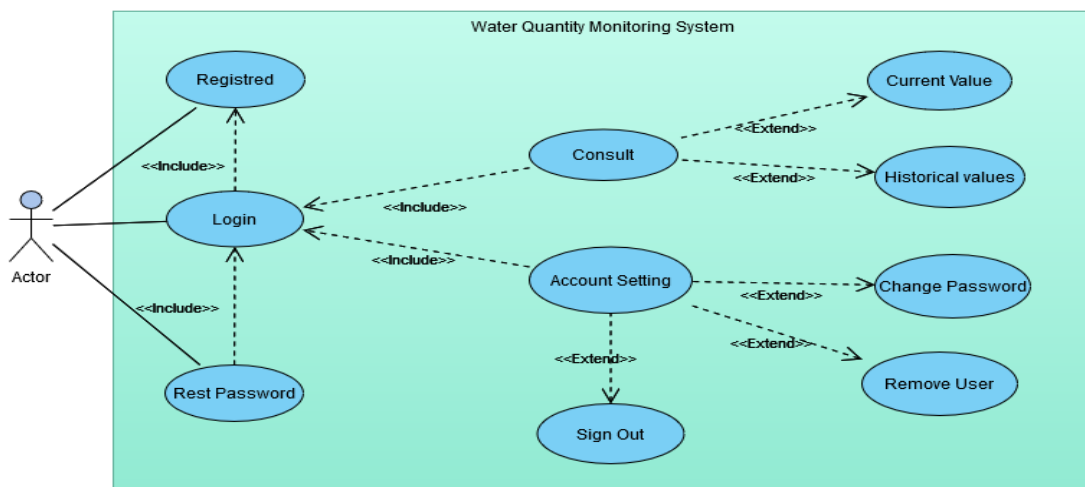 Water Quantity Monitoring System
Registred
Current Value
<<Extend>>
Consult
<<Include>>
<<Extend>>
Historical values
Login
<<Include>>
<<Include>>
Actor
Account Setting
Change Password
<<Extend>>
<<Include>>
<<Extend>>
<<Extend>>
Remove User
Rest Password
Sign Out